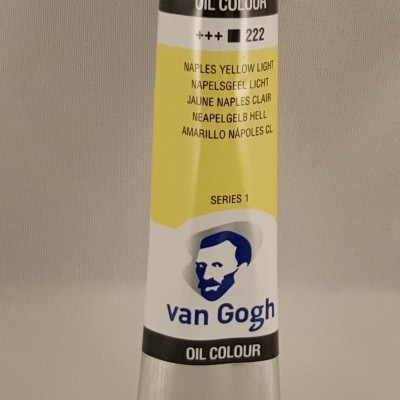 OIL COLOUR
+++ ■ 222
NAPLES YELLOW LIGHT
NAPELSGEEL LICHT
JAUNE NAPLES CLAIR
NEAPELGELB HELL
AMARILLO NÁPOLES CL.
SERIES 1
van Gogh
OIL COLOUR